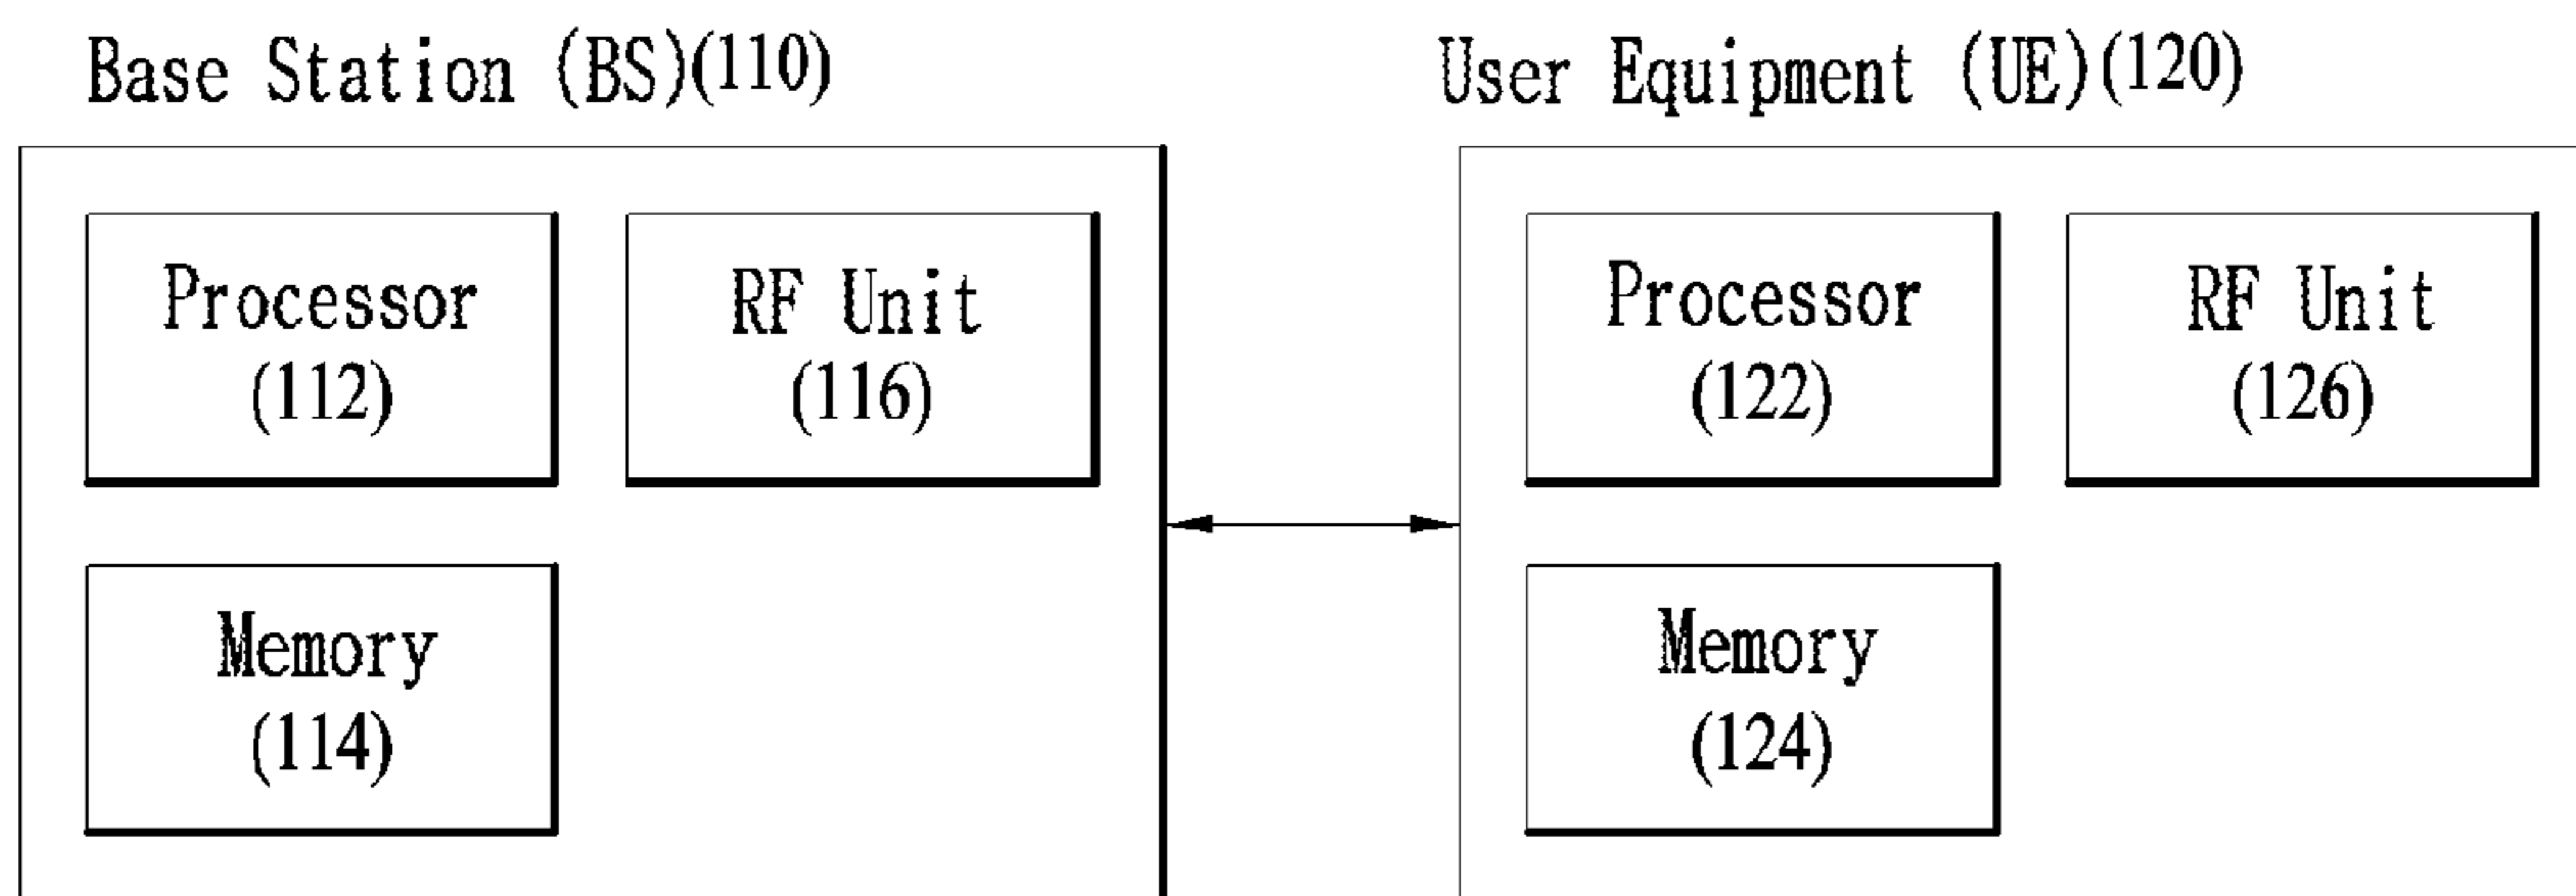 Base Station (BS)(110)
Processor
(112)
RF Unit
(116)
Memory
(114)
User Equipment (UE)(120)
Processor
(122)
RF Unit
(126)
Memory
(124)